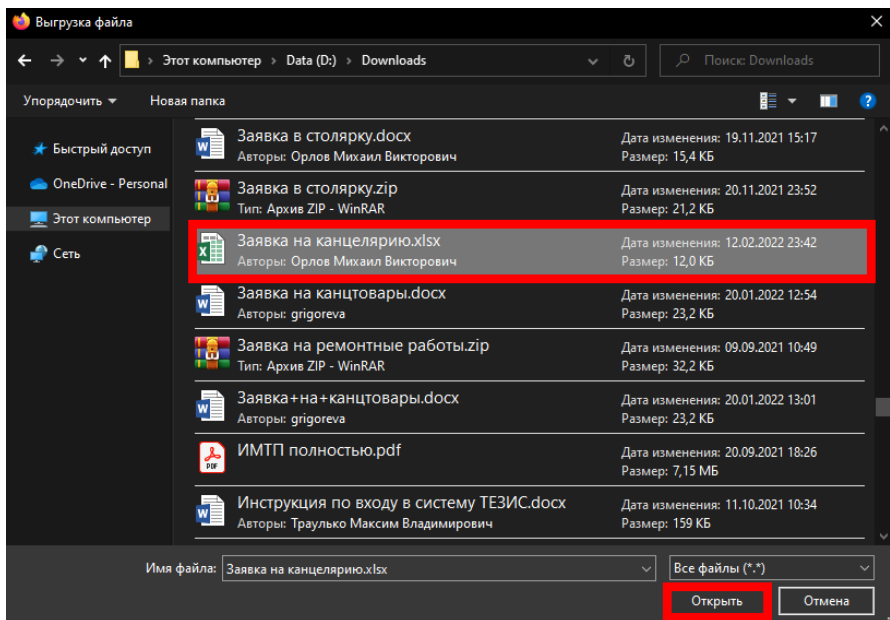 Выгрузка файла
Этот компьютер > Data (D:) > Downloads
Поиск: Downloads
Упорядочить
Новая папка
Быстрый доступ
OneDrive - Personal
Этот компьютер
Сеть
Заявка в столярку.docx
Авторы: Орлов Михаил Викторович
Дата изменения: 19.11.2021 15:17
Размер: 15,4 КБ
Заявка в столярку.zip
Тип: Архив ZIP - WinRAR
Дата изменения: 20.11.2021 23:52
Размер: 21,2 КБ
Заявка на канцелярию.xlsx
Авторы: Орлов Михаил Викторович
Дата изменения: 12.02.2022 23:42
Размер: 12,0 КБ
Заявка на канцтовары.docx
Авторы: grigoreva
Дата изменения: 20.01.2022 12:54
Размер: 23,2 КБ
Заявка на ремонтные работы.zip
Тип: Архив ZIP - WinRAR
Дата изменения: 09.09.2021 10:49
Размер: 32,2 КБ
Заявка+на+канцтовары.docx
Авторы: grigoreva
Дата изменения: 20.01.2022 13:01
Размер: 23,2 КБ
PDF
ИМТП полностью.pdf
Дата изменения: 20.09.2021 18:26
Размер: 7,15 МБ
Инструкция по входу в систему ТЕЗИС.docx
Авторы: Траулько Максим Владимирович
Дата изменения: 11.10.2021 10:34
Размер: 159 КБ
Имя файла:
Заявка на канцелярию.xlsx
Все файлы (*.*)
Открыть
Отмена